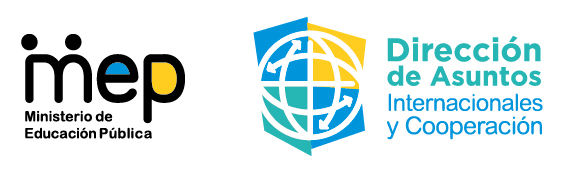 mep
Ministerio de
Educación Pública
Dirección
de Asuntos
Internacionales
y Cooperación